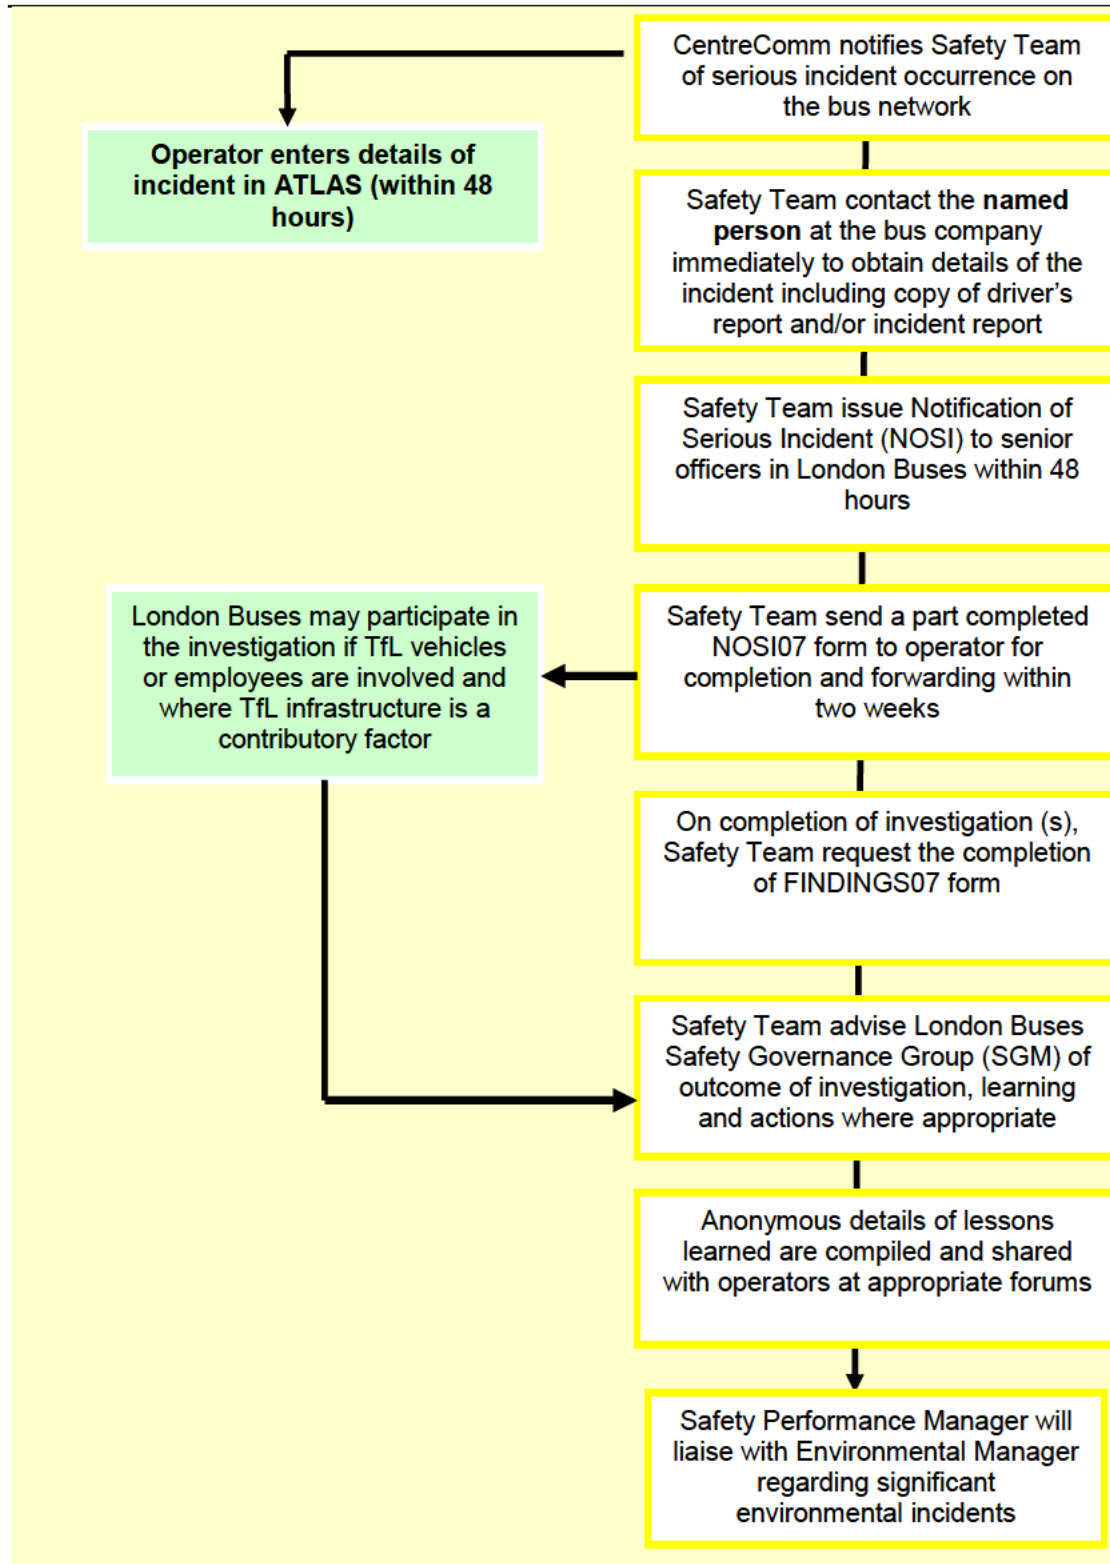 CentreComm notifies Safety Team
of serious incident occurrence on
the bus network
Operator enters details of
incident in ATLAS (within 48
hours)
Safety Team contact the named
person at the bus company
immediately to obtain details of the
incident including copy of driver’s
report and/or incident report
Safety Team issue Notification of
Serious Incident (NOSI) to senior
officers in London Buses within 48
hours
London Buses may participate in
the investigation if TfL vehicles
or employees are involved and
where TfL infrastructure is a
contributory factor
Safety Team send a part completed
NOSI07 form to operator for
completion and forwarding within
two weeks
On completion of investigation (s),
Safety Team request the completion
of FINDINGS07 form
Safety Team advise London Buses
Safety Governance Group (SGM) of
outcome of investigation, learning
and actions where appropriate
Anonymous details of lessons
learned are compiled and shared
with operators at appropriate forums
Safety Performance Manager will
liaise with Environmental Manager
regarding significant
environmental incidents